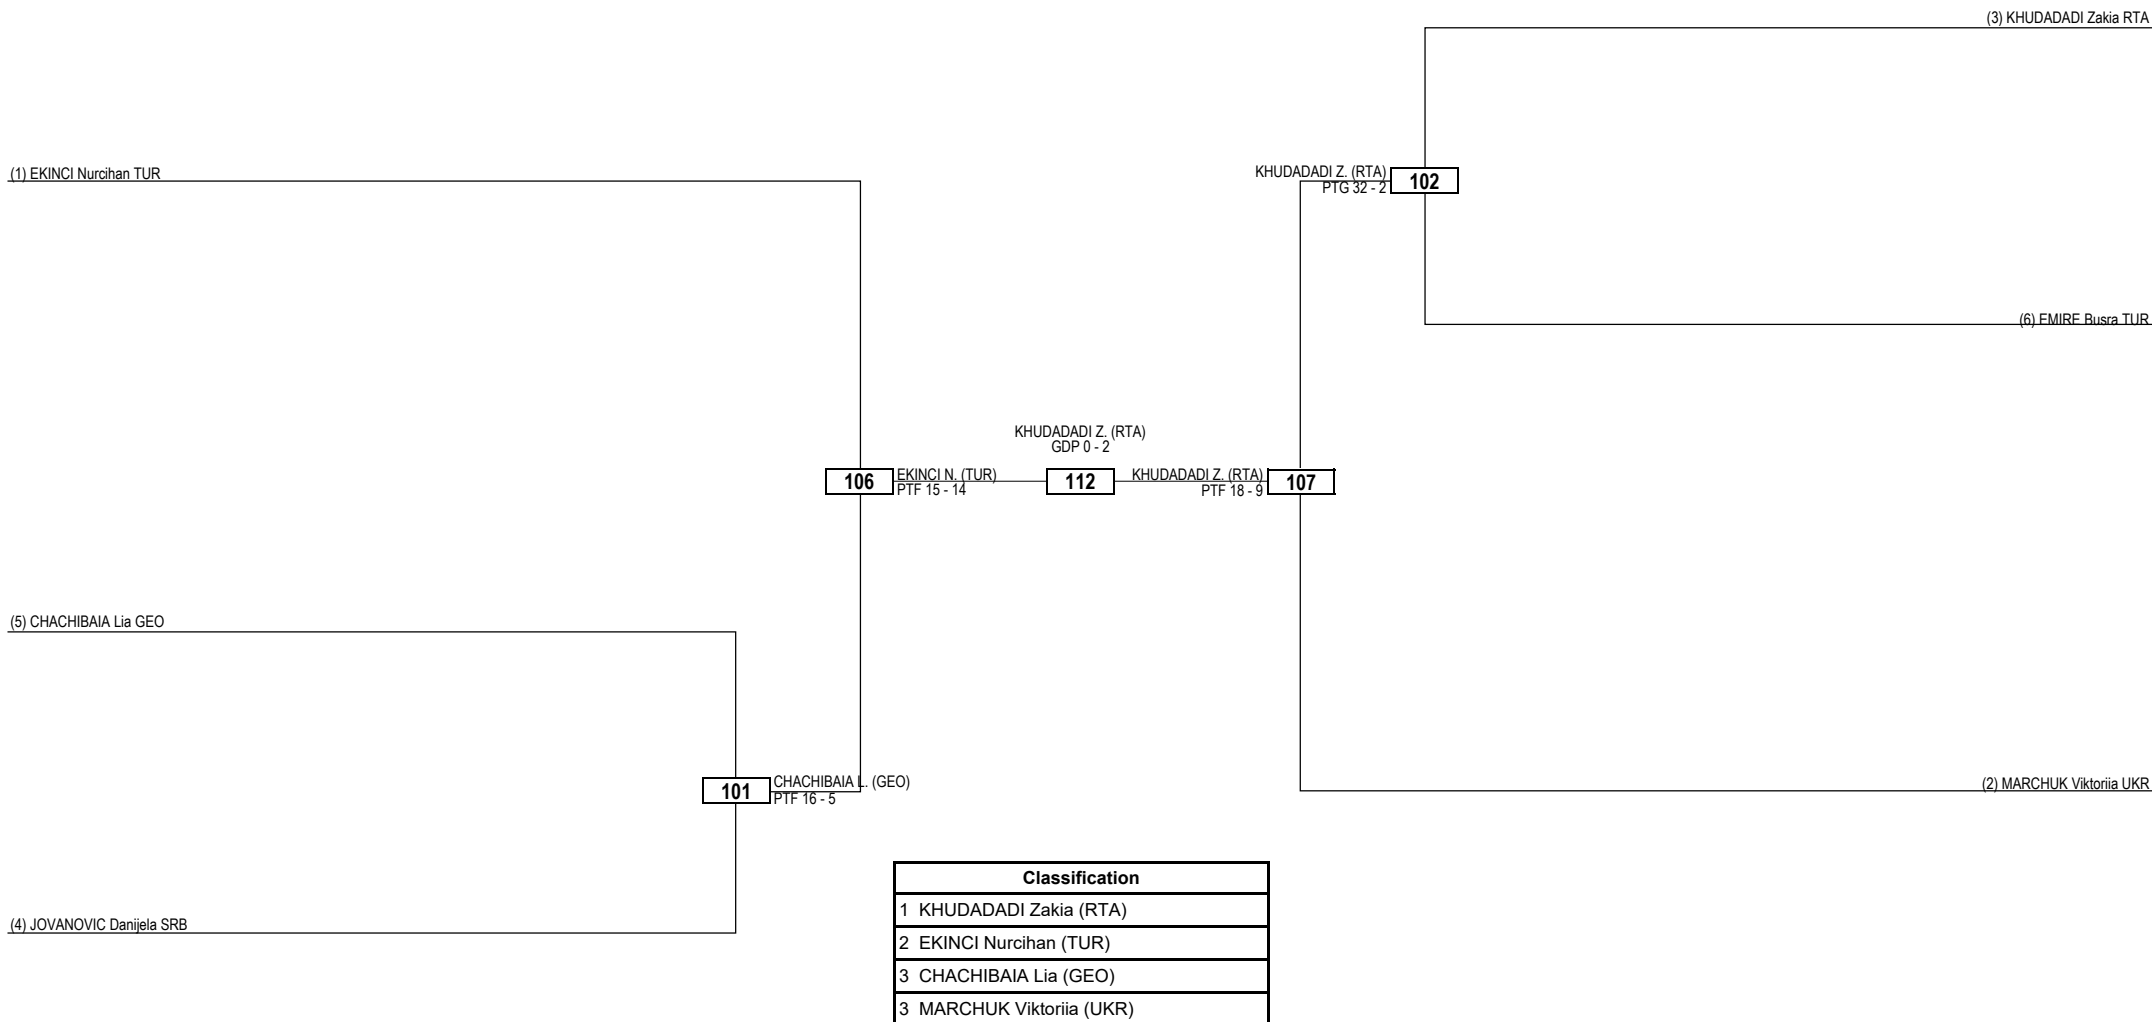 (3) KHUDADADI Zakia RTA
(1) EKINCI Nurcihan TUR
KHUDADADI Z. (RTA)
PTG 32 - 2
102
(6) EMIRE Busra TUR
KHUDADADI Z. (RTA)
GDP 0 - 2
106
EKINCI N. (TUR)
PTF 15 - 14
112
KHUDADADI Z. (RTA)
PTF 18 - 9
107
(5) CHACHIBAIA Lia GEO
101
CHACHIBAIA L. (GEO)
PTF 16 - 5
(2) MARCHUK Viktoriia UKR
(4) JOVANOVIC Danijela SRB
Classification
1 KHUDADADI Zakia (RTA)
2 EKINCI Nurcihan (TUR)
3 CHACHIBAIA Lia (GEO)
3 MARCHUK Viktoriia (UKR)